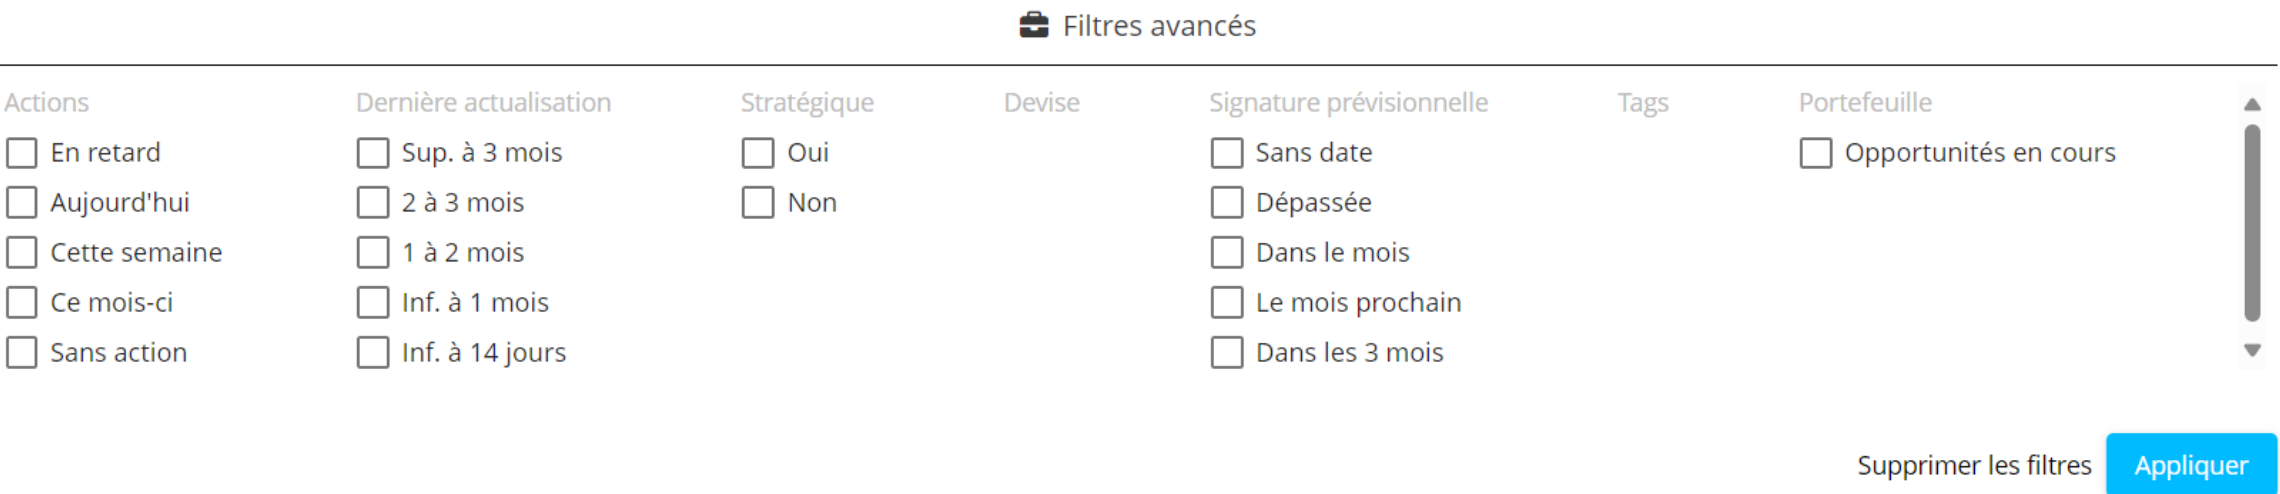 Filtres avancés
Actions Dernière actualisation Stratégique Devise Signature prévisionnelle Tags Portefeuille
En retard Sup. à 3 mois Oui Sans date Opportunités en cours
Aujourd'hui 2 à 3 mois Non Dépassée
Cette semaine 1 à 2 mois Dans le mois
Ce mois-ci Inf. à 1 mois Le mois prochain
Sans action Inf. à 14 jours Dans les 3 mois
Supprimer les filtres Appliquer